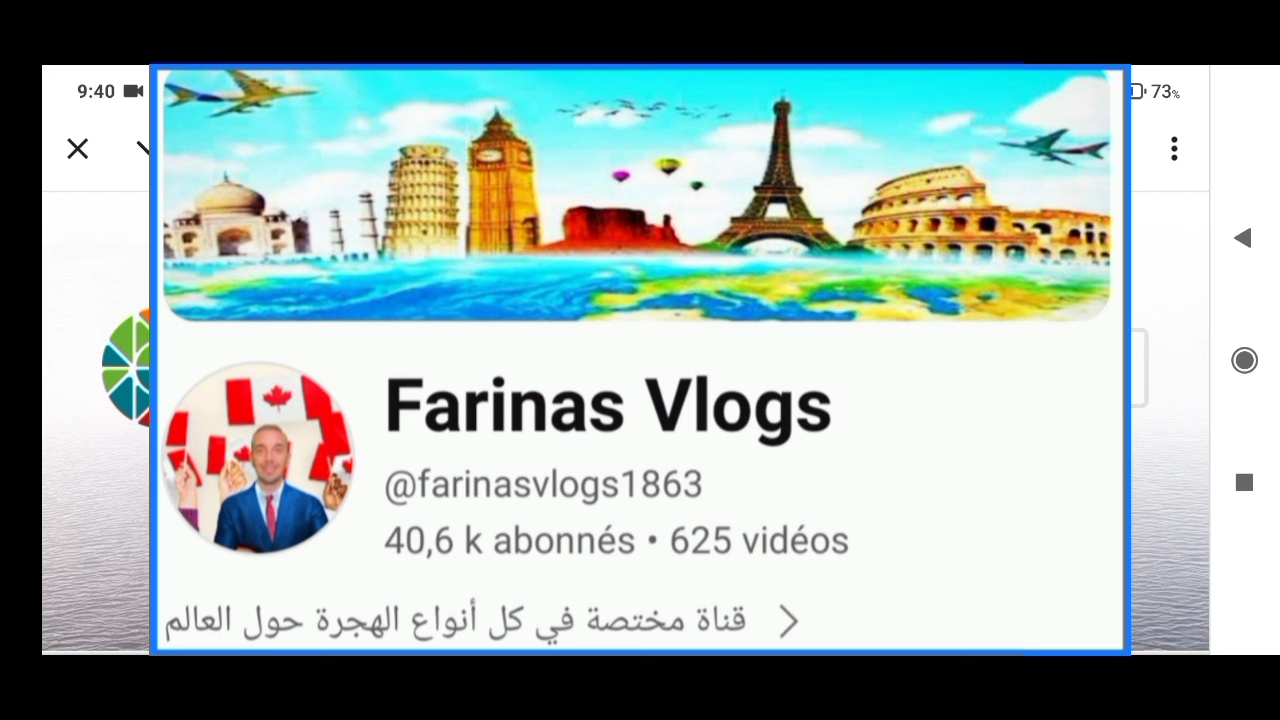 9:40
73%
Farinas Vlogs
@farinasvlogs1863
40,6 k abonnés • 625 vidéos
قناة مختصة في كل أنواع الهجرة حول العالم